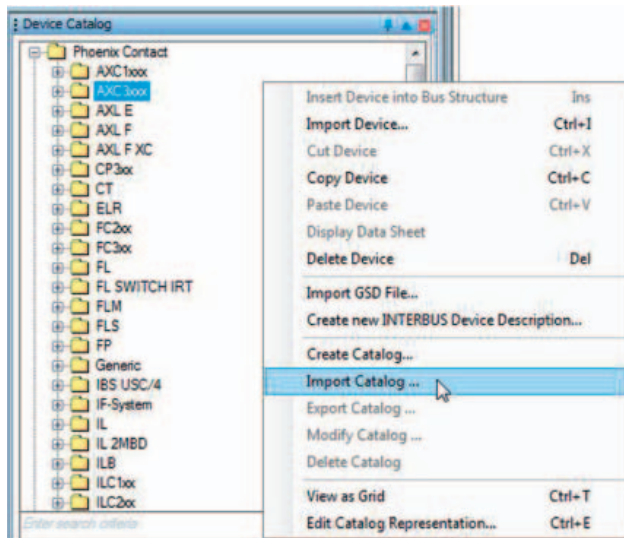 Device Catalog
Phoenix Contact
AXC1xxx
AXC3xxx
AXL E
AXL F
AXL F XC
CP3xx
CT
ELR
FC2xx
FC3xx
FL
FL SWITCH IRT
FLM
FLS
FP
Generic
IBS USC/4
IF-System
IL
IL 2MBD
ILB
ILC1xx
ILC2xx
Enter search criteria
Insert Device into Bus Structure Ins
Import Device... Ctrl+I
Cut Device Ctrl+X
Copy Device Ctrl+C
Paste Device Ctrl+V
Display Data Sheet
Delete Device Del
Import GSD File...
Create new INTERBUS Device Description...
Create Catalog...
Import Catalog ...
Export Catalog ...
Modify Catalog ...
Delete Catalog
View as Grid Ctrl+T
Edit Catalog Representation... Ctrl+E